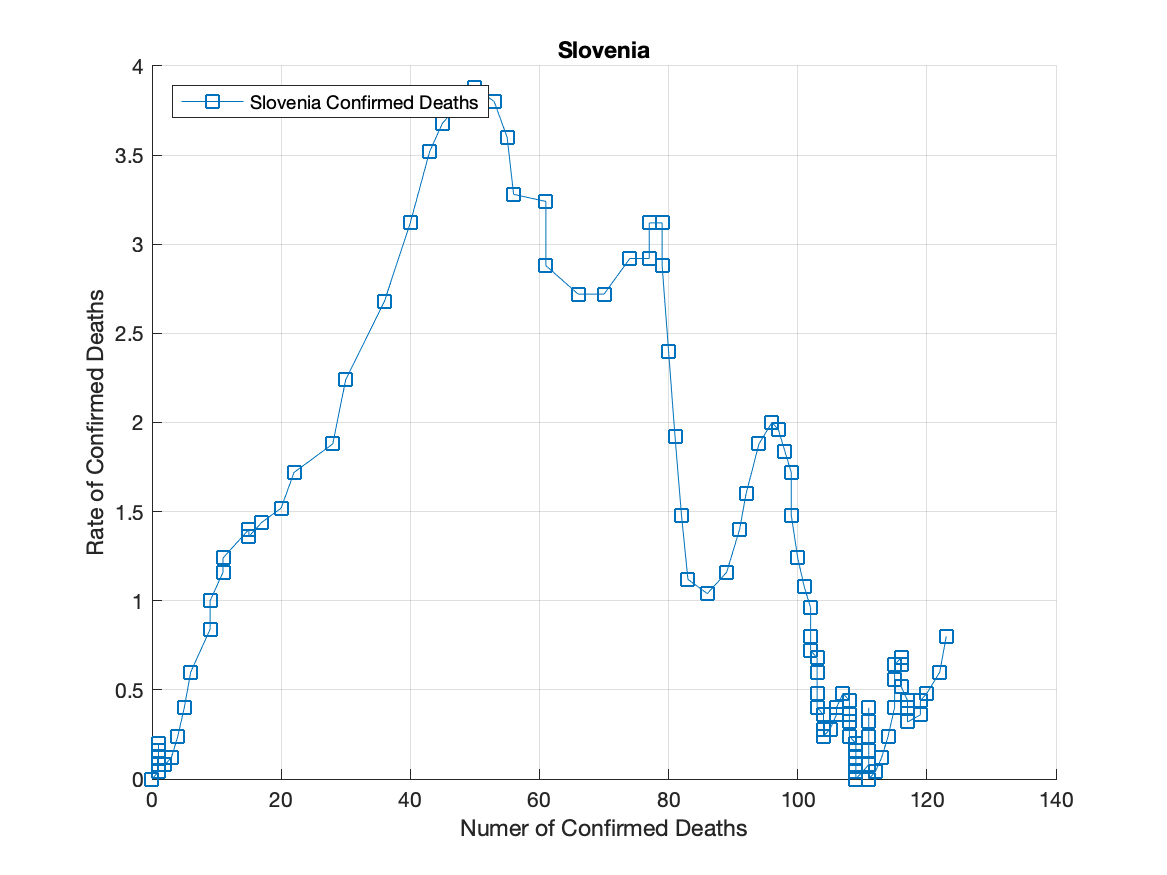 Slovenia
Slovenia Confirmed Deaths
4
3.5
3
2.5
2
1.5
1
0.5
0
Rate of Confirmed Deaths
0 20 40 60 80 100 120 140
Numer of Confirmed Deaths